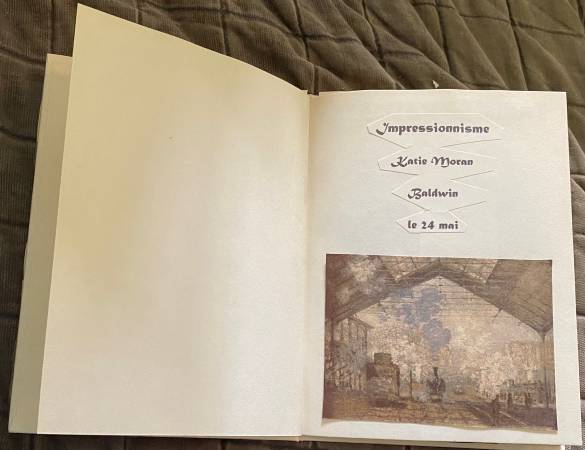 Impressionnisme
Katie Moran
Baldwin
le 24 mai